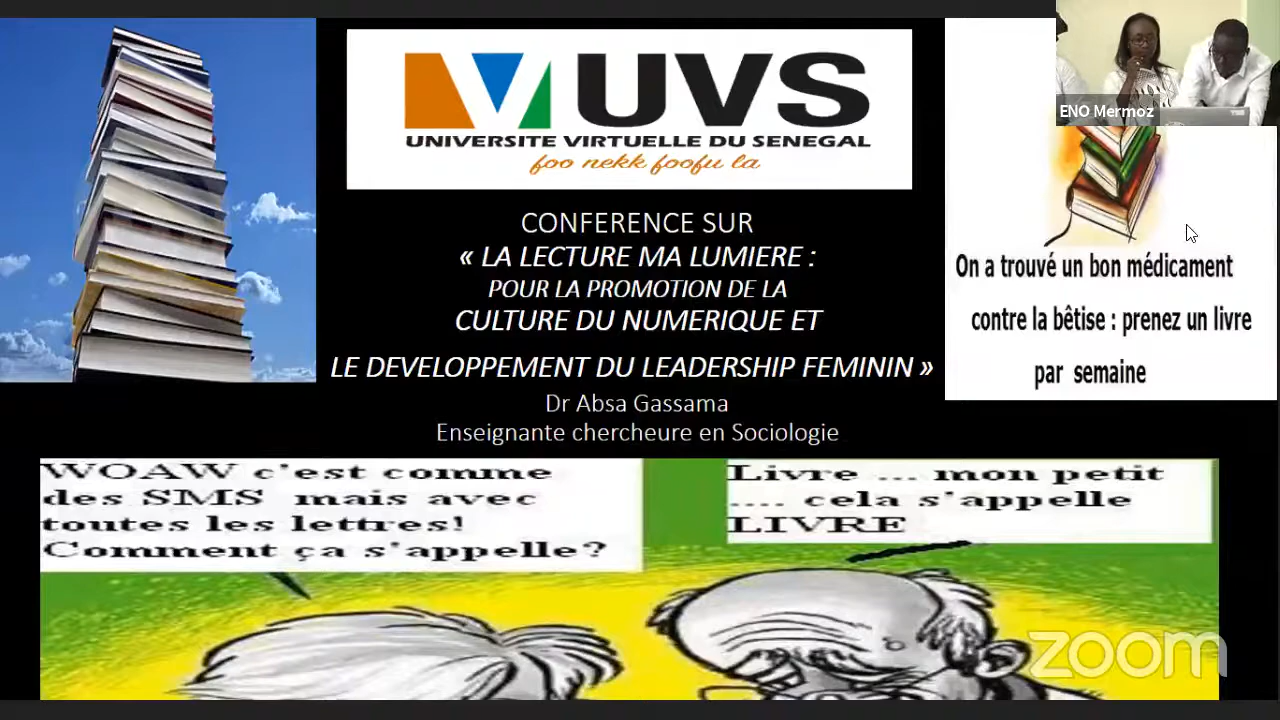 UVS
UNIVERSITE VIRTUELLE DU SENEGAL
foo nekk foofu la
CONFERENCE SUR
« LA LECTURE MA LUMIERE :
POUR LA PROMOTION DE LA
CULTURE DU NUMERIQUE ET
LE DEVELOPPEMENT DU LEADERSHIP FEMININ »
Dr Absa Gassama
Enseignante chercheure en Sociologie
ENO Mermoz
On a trouvé un bon médicament
contre la bêtise : prenez un livre
par semaine
WOAW c'est comme
des SMS mais avec
toutes les lettres!
Comment ça s'appelle?
Livre ... mon petit
.... cela s'appelle
LIVRE
zoom